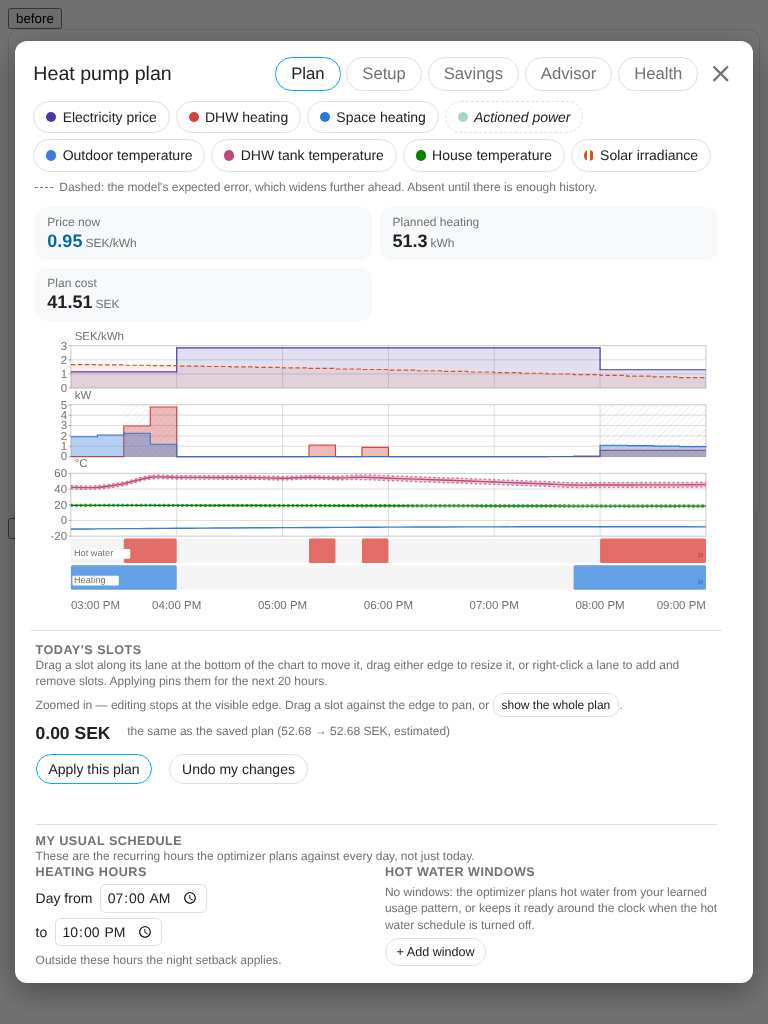 before
Heat pump plan
Plan
Setup
Savings
Advisor
Health
Electricity price
DHW heating
Space heating
Actioned power
Outdoor temperature
DHW tank temperature
House temperature
Solar irradiance
Dashed: the model's expected error, which widens further ahead. Absent until there is enough history.
Price now
0.95 SEK/kWh
Planned heating
51.3 kWh
Plan cost
41.51 SEK
SEK/kWh
3
2
1
0
kW
5
4
3
2
1
0
°C
60
40
20
0
-20
Hot water
»
Heating
»
03:00 PM 04:00 PM 05:00 PM 06:00 PM 07:00 PM 08:00 PM 09:00 PM
TODAY'S SLOTS
Drag a slot along its lane at the bottom of the chart to move it, drag either edge to resize it, or right-click a lane to add and
remove slots. Applying pins them for the next 20 hours.
Zoomed in — editing stops at the visible edge. Drag a slot against the edge to pan, or show the whole plan.
0.00 SEK the same as the saved plan (52.68 → 52.68 SEK, estimated)
Apply this plan
Undo my changes
MY USUAL SCHEDULE
These are the recurring hours the optimizer plans against every day, not just today.
HEATING HOURS
Day from 07:00 AM
to 10:00 PM
Outside these hours the night setback applies.
HOT WATER WINDOWS
No windows: the optimizer plans hot water from your learned
usage pattern, or keeps it ready around the clock when the hot
water schedule is turned off.
+ Add window